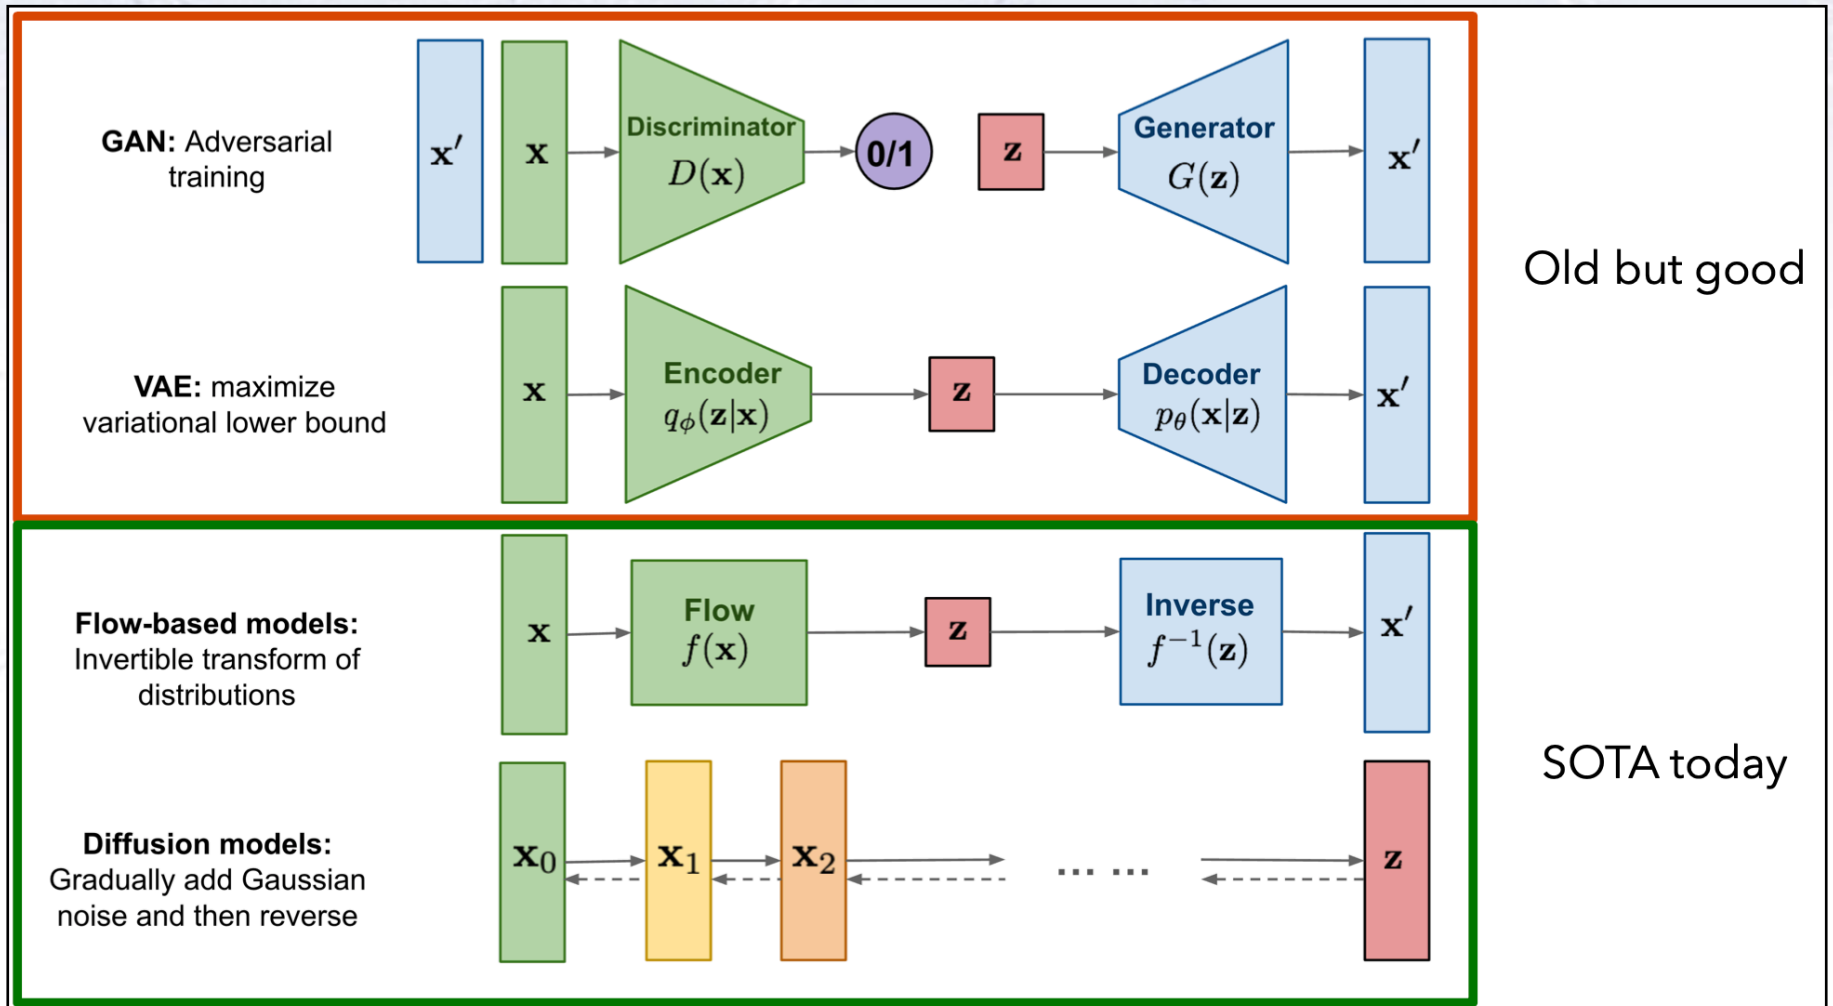 GAN: Adversarial
training
x′
x
Discriminator
D(x)
0/1
z
Generator
G(z)
x′
Old but good
VAE: maximize
variational lower bound
x
Encoder
qϕ(z|x)
z
Decoder
pθ(x|z)
x′
Flow-based models:
Invertible transform of
distributions
x
Flow
f(x)
z
Inverse
f⁻¹(z)
x′
SOTA today
Diffusion models:
Gradually add Gaussian
noise and then reverse
x₀
x₁
x₂
... ...
z